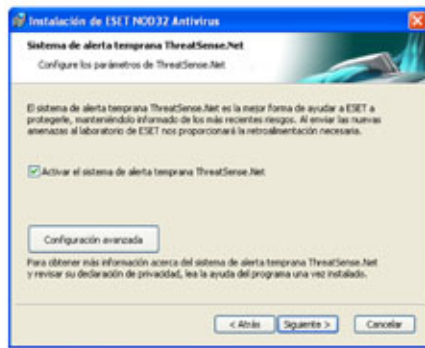 Instalación de ESET NOD32 Antivirus
Sistema de alerta temprana ThreatSense.Net
Configure los parámetros de ThreatSense.Net
El sistema de alerta temprana ThreatSense.Net es la mejor forma de ayudar a ESET a
protegerle, manteniéndolo informado de los más recientes riesgos. Al enviar las nuevas
amenazas al laboratorio de ESET nos proporcionará la retroalimentación necesaria.
Activar el sistema de alerta temprana ThreatSense.Net
Configuración avanzada
Para obtener más información acerca del sistema de alerta temprana ThreatSense.Net
y revisar su declaración de privacidad, lea la ayuda del programa una vez instalado.
< Atrás
Siguiente >
Cancelar